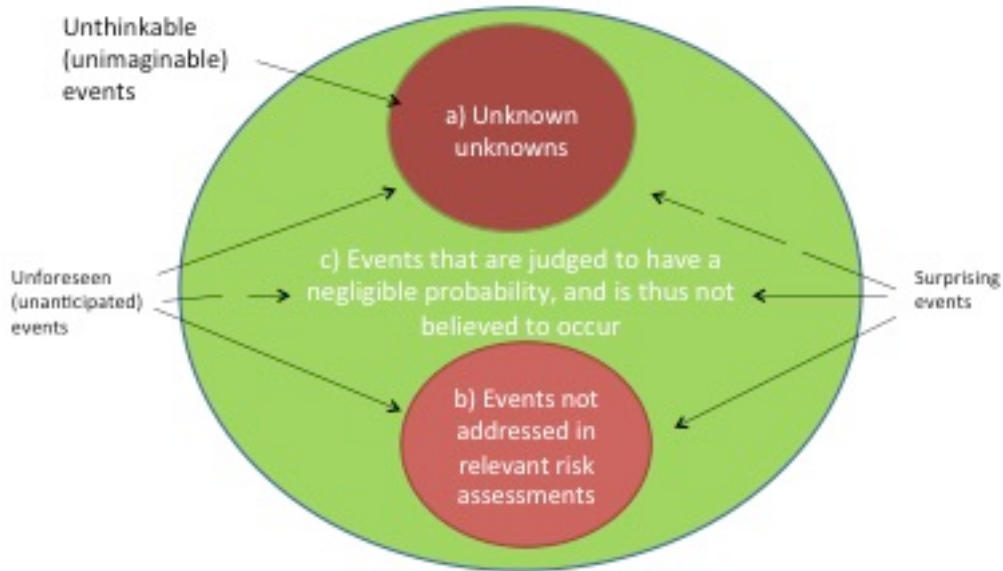 Unthinkable
(unimaginable)
events
a) Unknown
unknowns
c) Events that are judged to have a
negligible probability, and is thus not
believed to occur
Unforeseen
(unanticipated)
events
Surprising
events
b) Events not
addressed in
relevant risk
assessments